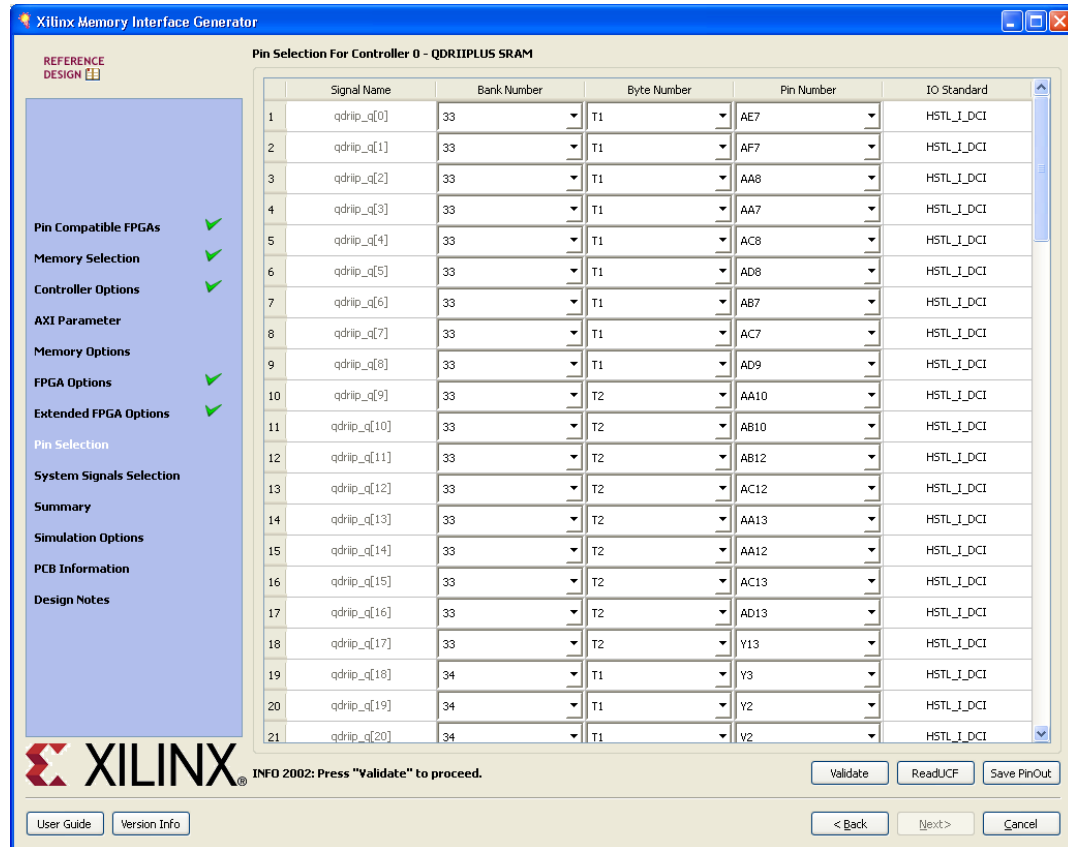 Xilinx Memory Interface Generator
REFERENCE
DESIGN
Pin Compatible FPGAs
Memory Selection
Controller Options
AXI Parameter
Memory Options
FPGA Options
Extended FPGA Options
Pin Selection
System Signals Selection
Summary
Simulation Options
PCB Information
Design Notes
XILINX®
Pin Selection For Controller 0 - QDRIIPLUS SRAM
Signal Name Bank Number Byte Number Pin Number IO Standard
1 qdriip_q[0] 33 T1 AE7 HSTL_I_DCI
2 qdriip_q[1] 33 T1 AF7 HSTL_I_DCI
3 qdriip_q[2] 33 T1 AA8 HSTL_I_DCI
4 qdriip_q[3] 33 T1 AA7 HSTL_I_DCI
5 qdriip_q[4] 33 T1 AC8 HSTL_I_DCI
6 qdriip_q[5] 33 T1 AD8 HSTL_I_DCI
7 qdriip_q[6] 33 T1 AB7 HSTL_I_DCI
8 qdriip_q[7] 33 T1 AC7 HSTL_I_DCI
9 qdriip_q[8] 33 T1 AD9 HSTL_I_DCI
10 qdriip_q[9] 33 T2 AA10 HSTL_I_DCI
11 qdriip_q[10] 33 T2 AB10 HSTL_I_DCI
12 qdriip_q[11] 33 T2 AB12 HSTL_I_DCI
13 qdriip_q[12] 33 T2 AC12 HSTL_I_DCI
14 qdriip_q[13] 33 T2 AA13 HSTL_I_DCI
15 qdriip_q[14] 33 T2 AA12 HSTL_I_DCI
16 qdriip_q[15] 33 T2 AC13 HSTL_I_DCI
17 qdriip_q[16] 33 T2 AD13 HSTL_I_DCI
18 qdriip_q[17] 33 T2 Y13 HSTL_I_DCI
19 qdriip_q[18] 34 T1 Y3 HSTL_I_DCI
20 qdriip_q[19] 34 T1 Y2 HSTL_I_DCI
21 qdriip_q[20] 34 T1 V2 HSTL_I_DCI
INFO 2002: Press "Validate" to proceed.
Validate ReadUCF Save PinOut
User Guide Version Info < Back Next> Cancel